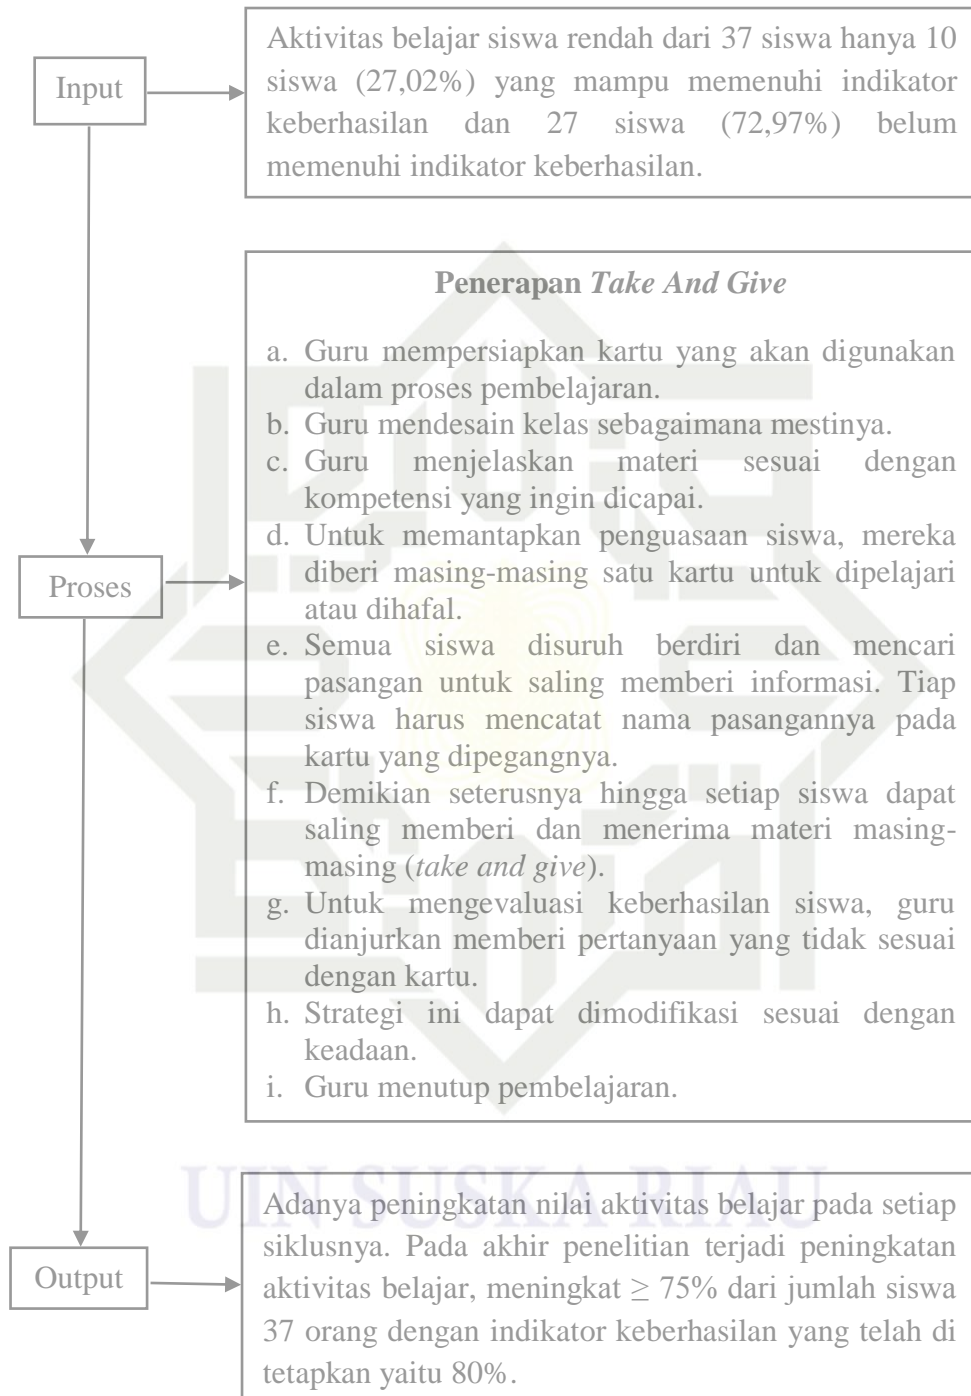 Input
Aktivitas belajar siswa rendah dari 37 siswa hanya 10
siswa (27,02%) yang mampu memenuhi indikator
keberhasilan dan 27 siswa (72,97%) belum
memenuhi indikator keberhasilan.
Proses
Penerapan Take And Give
a. Guru mempersiapkan kartu yang akan digunakan
dalam proses pembelajaran.
b. Guru mendesain kelas sebagaimana mestinya.
c. Guru menjelaskan materi sesuai dengan
kompetensi yang ingin dicapai.
d. Untuk memantapkan penguasaan siswa, mereka
diberi masing-masing satu kartu untuk dipelajari
atau dihafal.
e. Semua siswa disuruh berdiri dan mencari
pasangan untuk saling memberi informasi. Tiap
siswa harus mencatat nama pasangannya pada
kartu yang dipegangnya.
f. Demikian seterusnya hingga setiap siswa dapat
saling memberi dan menerima materi masing-
masing (take and give).
g. Untuk mengevaluasi keberhasilan siswa, guru
dianjurkan memberi pertanyaan yang tidak sesuai
dengan kartu.
h. Strategi ini dapat dimodifikasi sesuai dengan
keadaan.
i. Guru menutup pembelajaran.
UIN SUSKA RIAU
Output
Adanya peningkatan nilai aktivitas belajar pada setiap
siklusnya. Pada akhir penelitian terjadi peningkatan
aktivitas belajar, meningkat ≥ 75% dari jumlah siswa
37 orang dengan indikator keberhasilan yang telah di
tetapkan yaitu 80%.